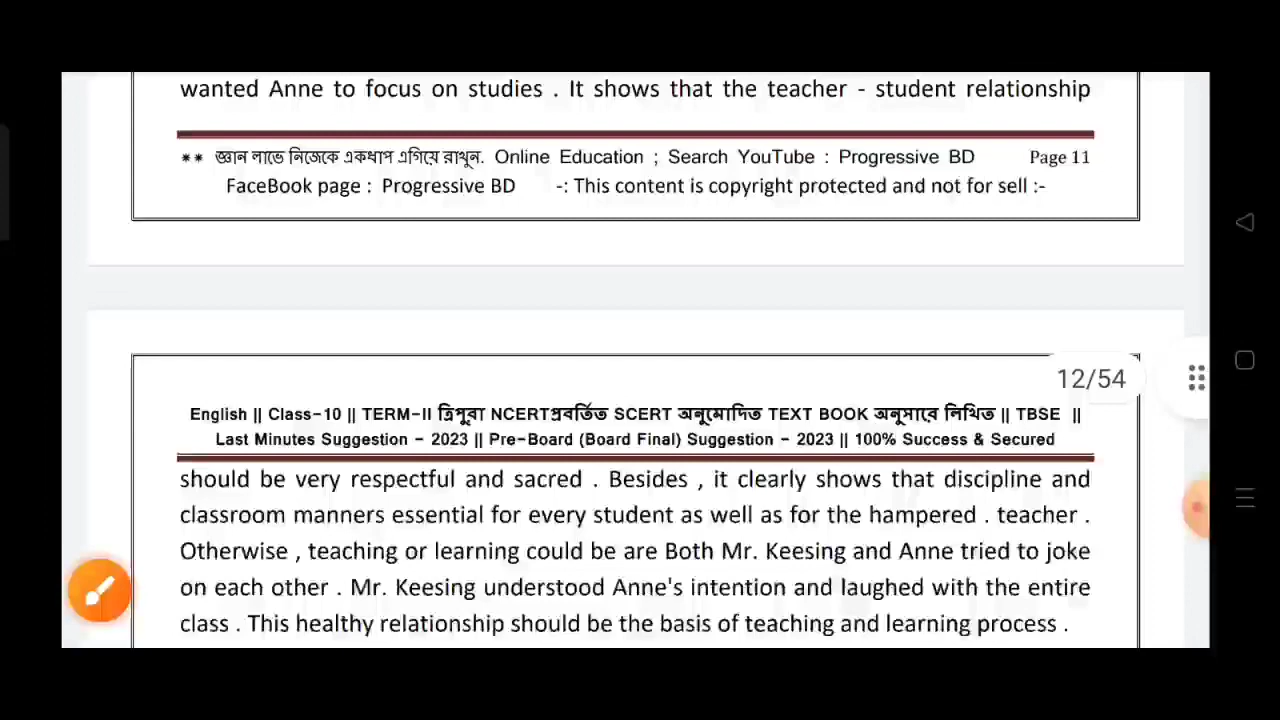 wanted Anne to focus on studies . It shows that the teacher - student relationship
** জ্ঞান লাভে নিজেকে একধাপ এগিয়ে রাখুন. Online Education ; Search YouTube : Progressive BD Page 11
FaceBook page : Progressive BD -: This content is copyright protected and not for sell :-
12/54
English || Class-10 || TERM-II ত্রিপুরা NCERTপ্রবর্তিত SCERT অনুমোদিত TEXT BOOK অনুসারে লিখিত || TBSE ||
Last Minutes Suggestion - 2023 || Pre-Board (Board Final) Suggestion - 2023 || 100% Success & Secured
should be very respectful and sacred . Besides , it clearly shows that discipline and
classroom manners essential for every student as well as for the hampered . teacher .
Otherwise , teaching or learning could be are Both Mr. Keesing and Anne tried to joke
on each other . Mr. Keesing understood Anne's intention and laughed with the entire
class . This healthy relationship should be the basis of teaching and learning process .